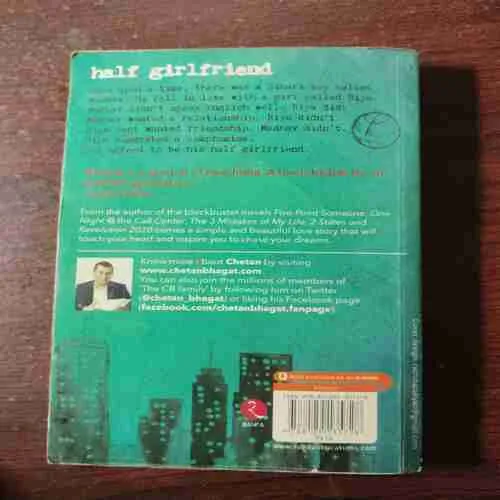 half girlfriend
Once upon a time, there was a Bihari boy called
Madhav. He fell in love with a girl called Riya.
Madhav didn't speak English well. Riya did.
Madhav wanted a relationship. Riya didn't.
Riya just wanted friendship. Madhav didn't.
Riya suggested a compromise.
She agreed to be his half girlfriend.
From the author of the blockbuster novels Five Point Someone, One
Night @ the Call Center, The 3 Mistakes of My Life, 2 States and
Revolution 2020 comes a simple and beautiful love story that will
touch your heart and inspire you to chase your dreams.
Know more about Chetan by visiting
www.chetanbhagat.com
You can also join the millions of members of
'The CB family' by following him on Twitter
(@chetan_bhagat) or liking his Facebook page
(facebook.com/chetanbhagat.fanpage)
RUPA